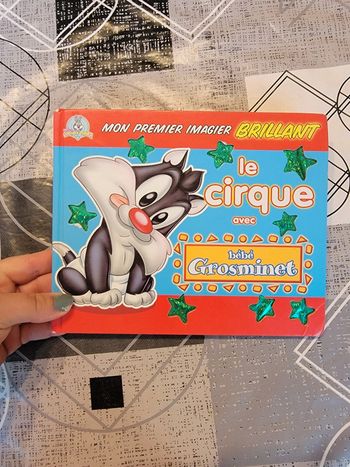 MON PREMIER IMAGIER BRILLANT
le
cirque
avec
bébé
Grosminet